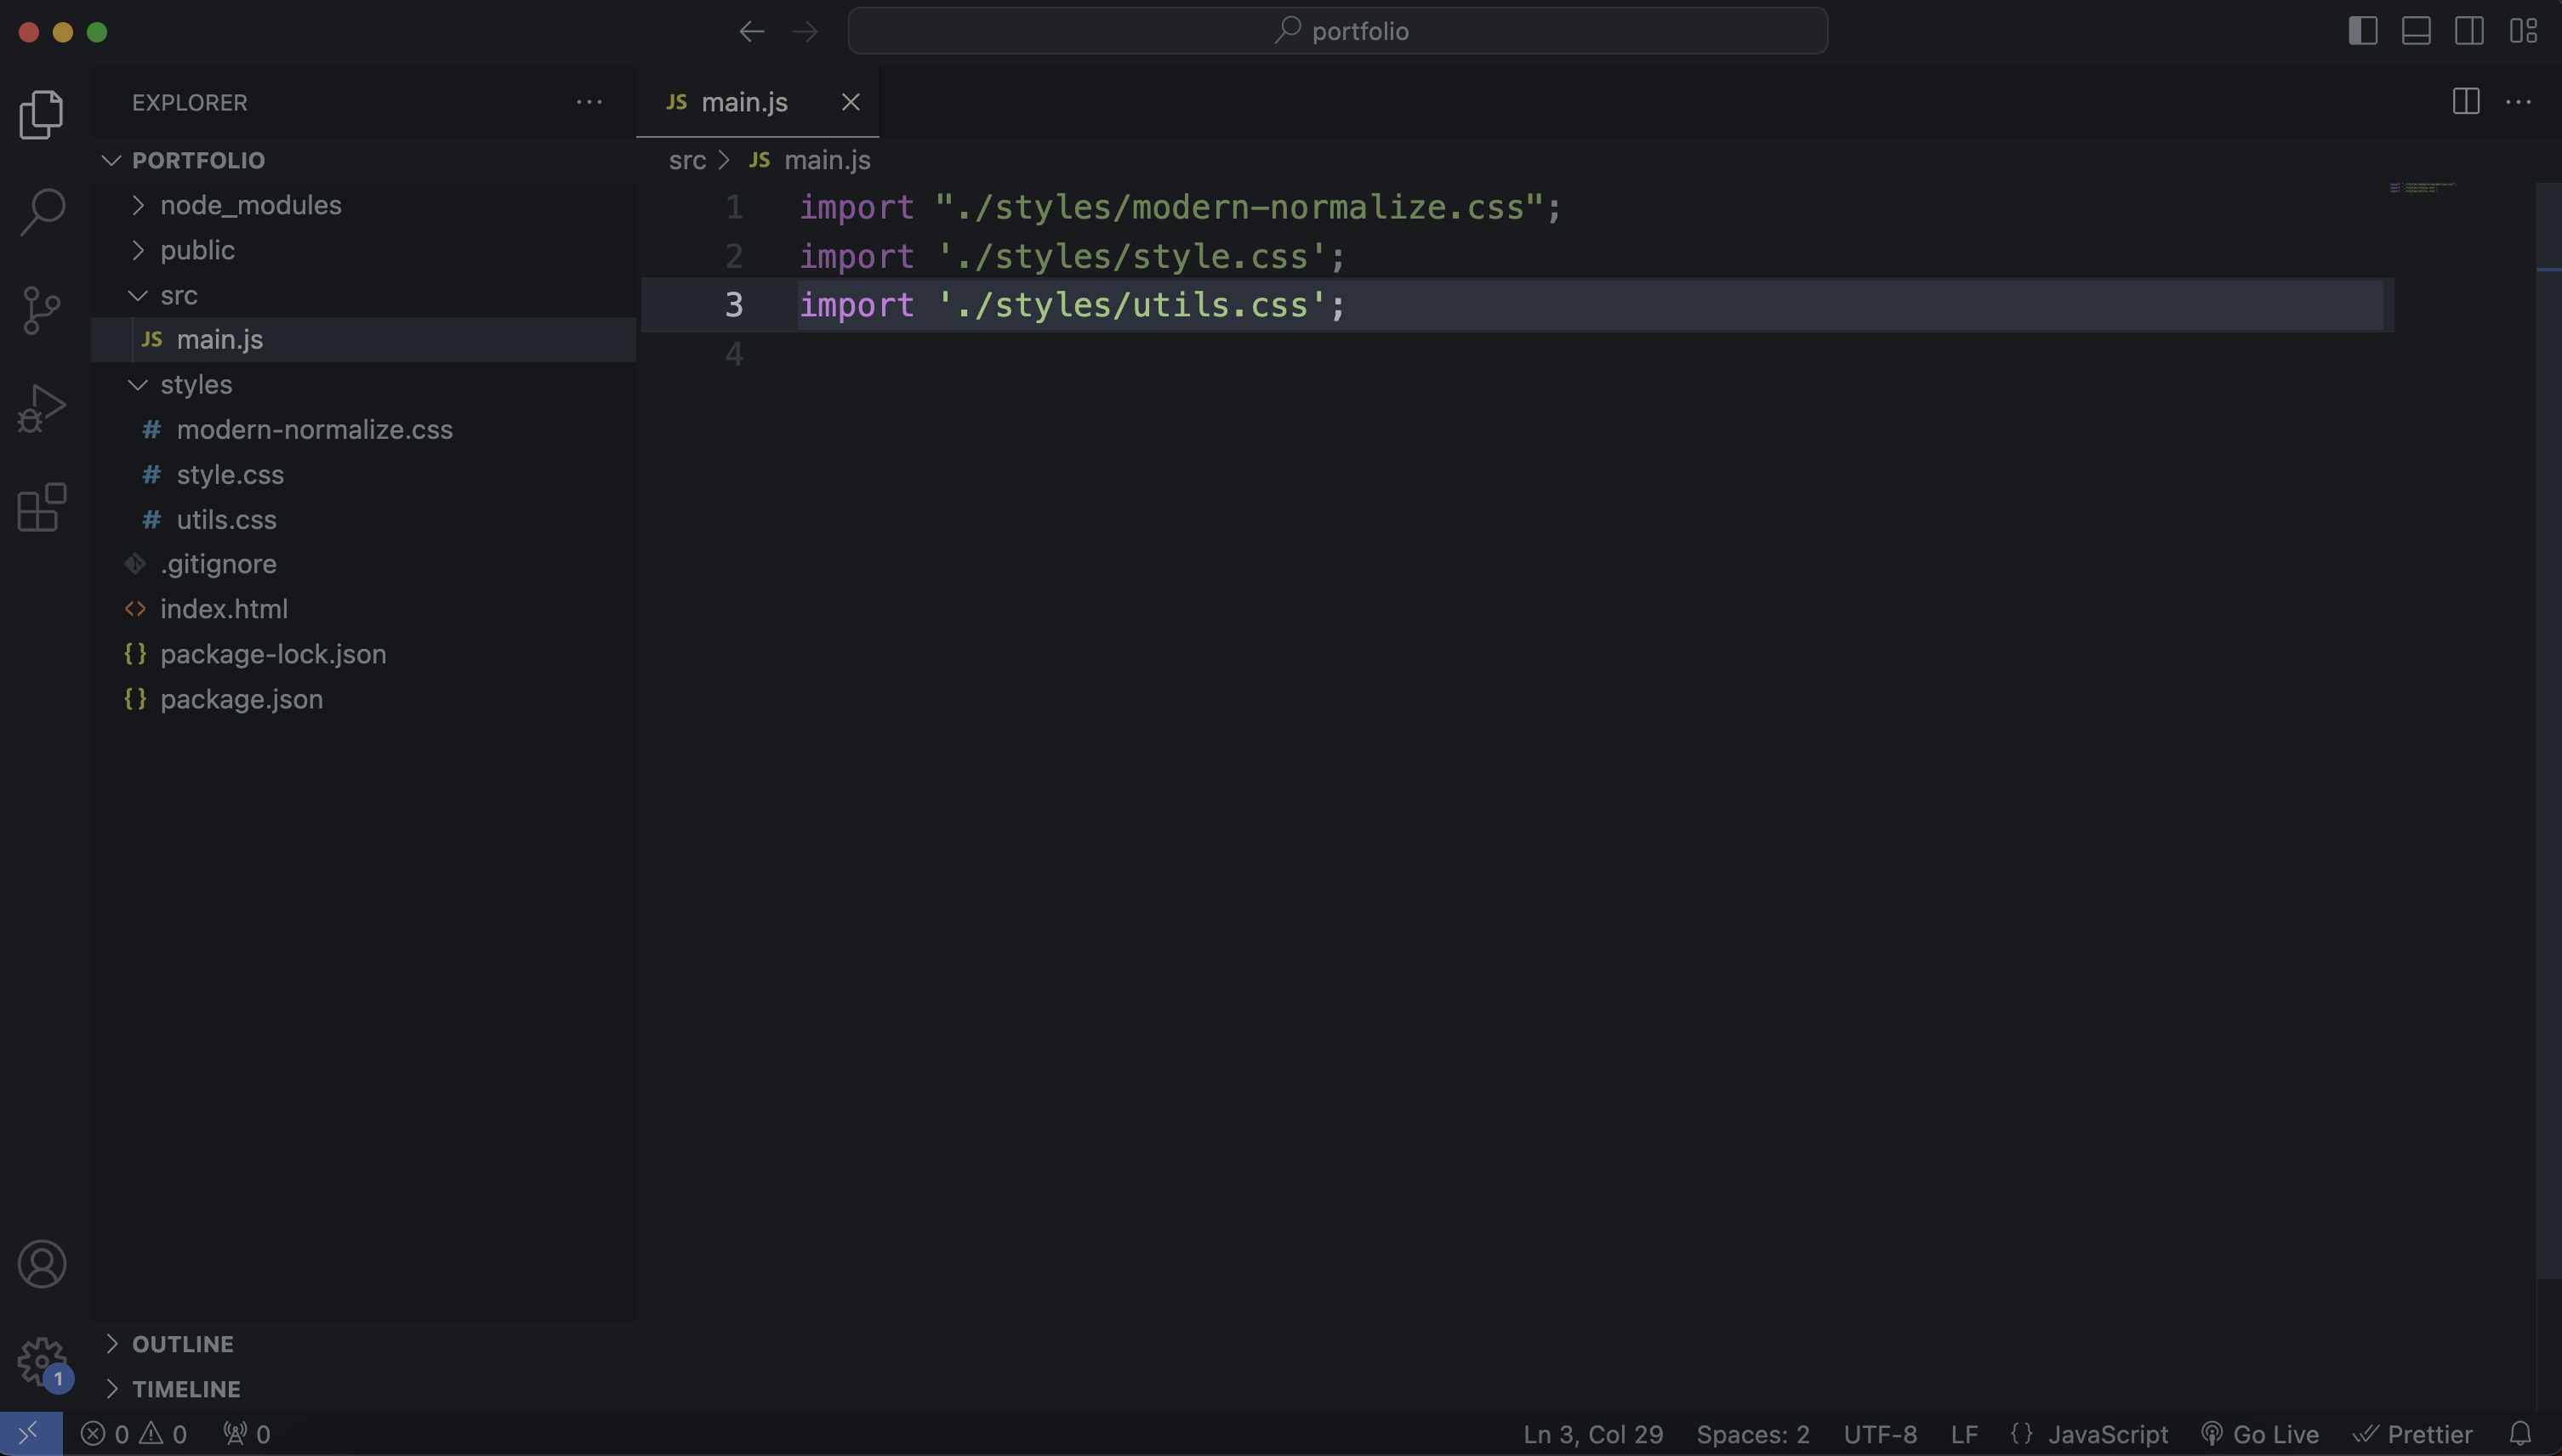 portfolio
EXPLORER
PORTFOLIO
node_modules
public
src
JS main.js
styles
# modern-normalize.css
# style.css
# utils.css
.gitignore
<> index.html
{} package-lock.json
{} package.json
OUTLINE
TIMELINE
1
JS main.js
src > JS main.js
1 import "./styles/modern-normalize.css";
2 import './styles/style.css';
3 import './styles/utils.css';
4
0 0 0 Ln 3, Col 29 Spaces: 2 UTF-8 LF {} JavaScript Go Live Prettier